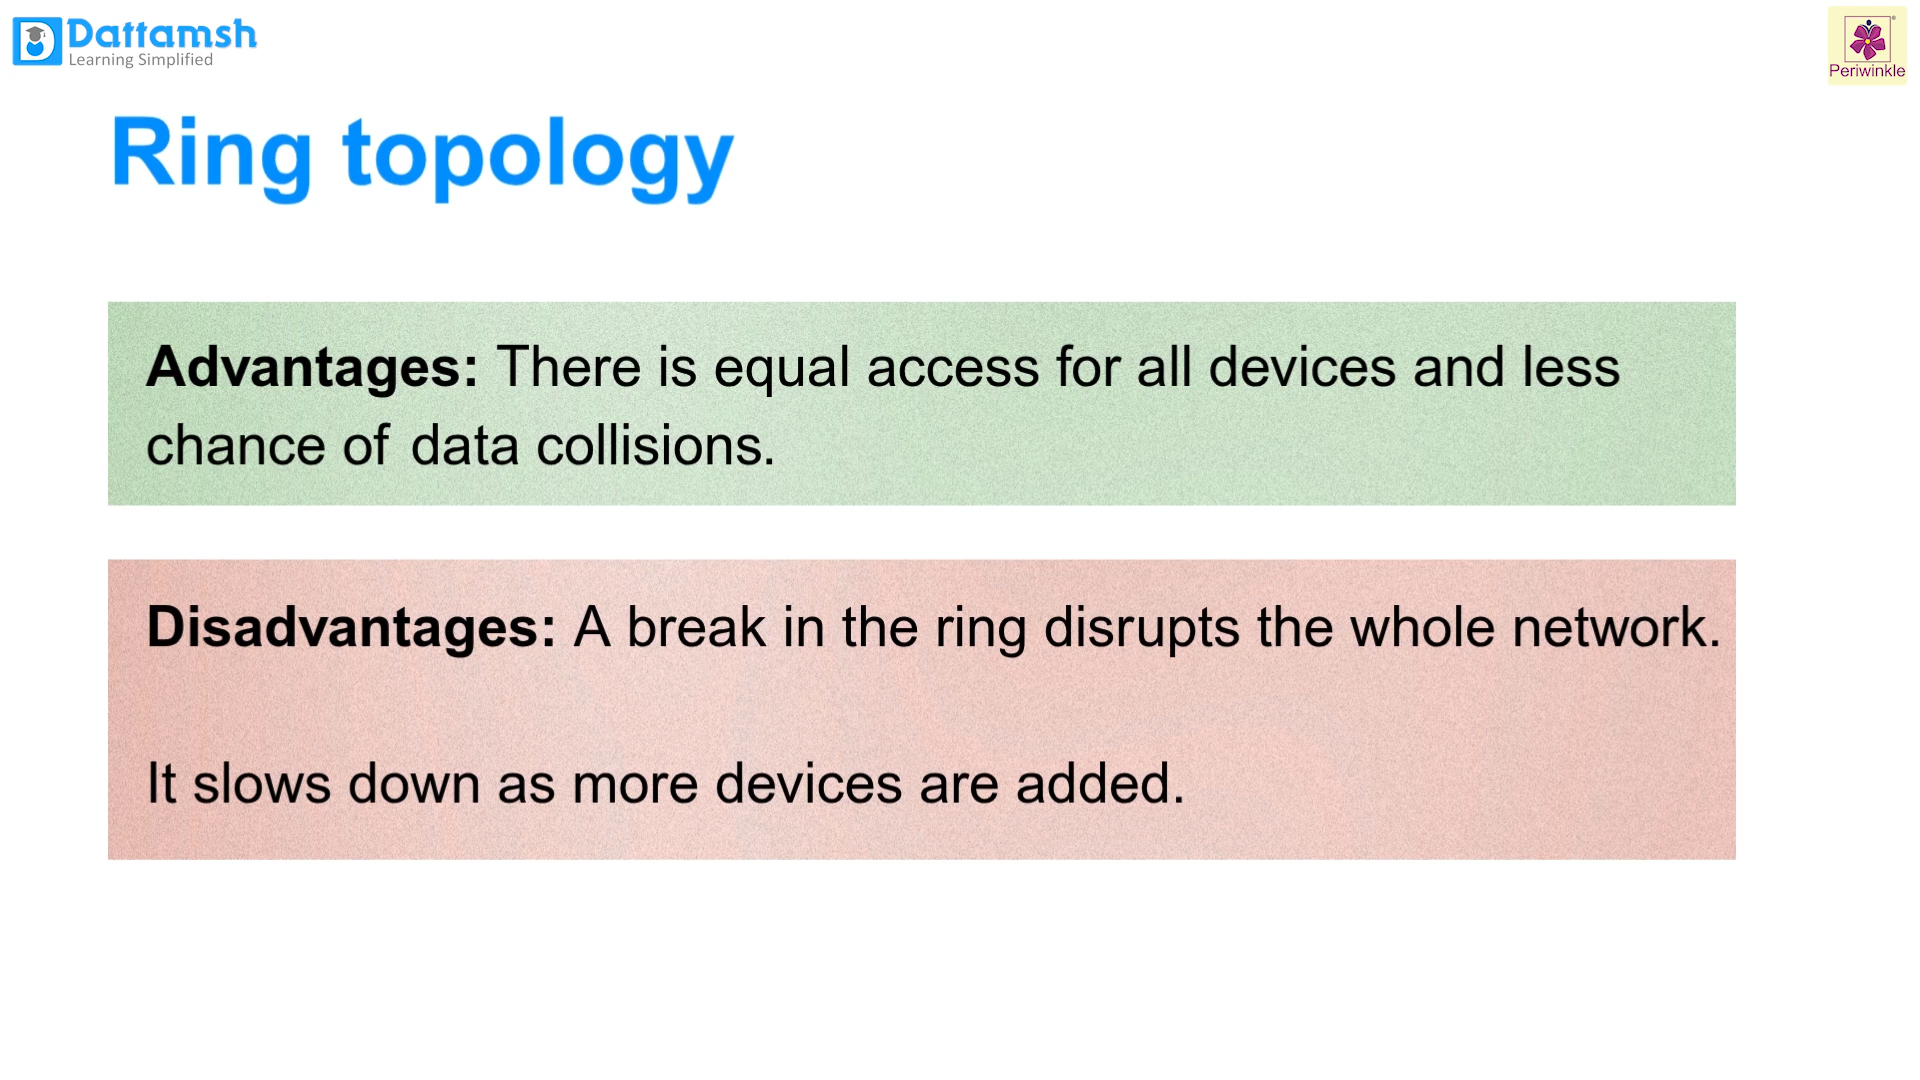 Dattamsh
Learning Simplified
Periwinkle
Ring topology
Advantages: There is equal access for all devices and less
chance of data collisions.
Disadvantages: A break in the ring disrupts the whole network.
It slows down as more devices are added.